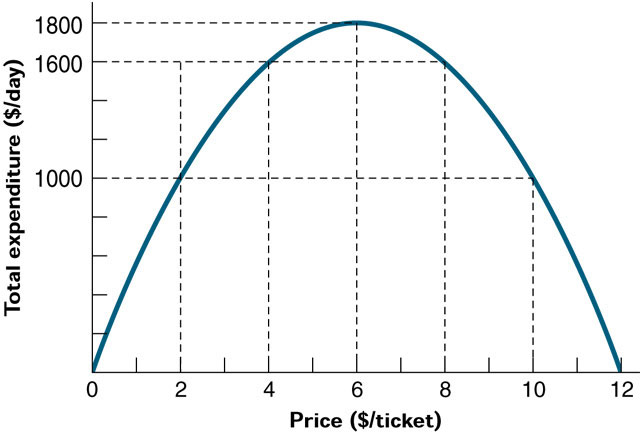 Total expenditure ($/day)
1800
1600
1000
0 2 4 6 8 10 12
Price ($/ticket)